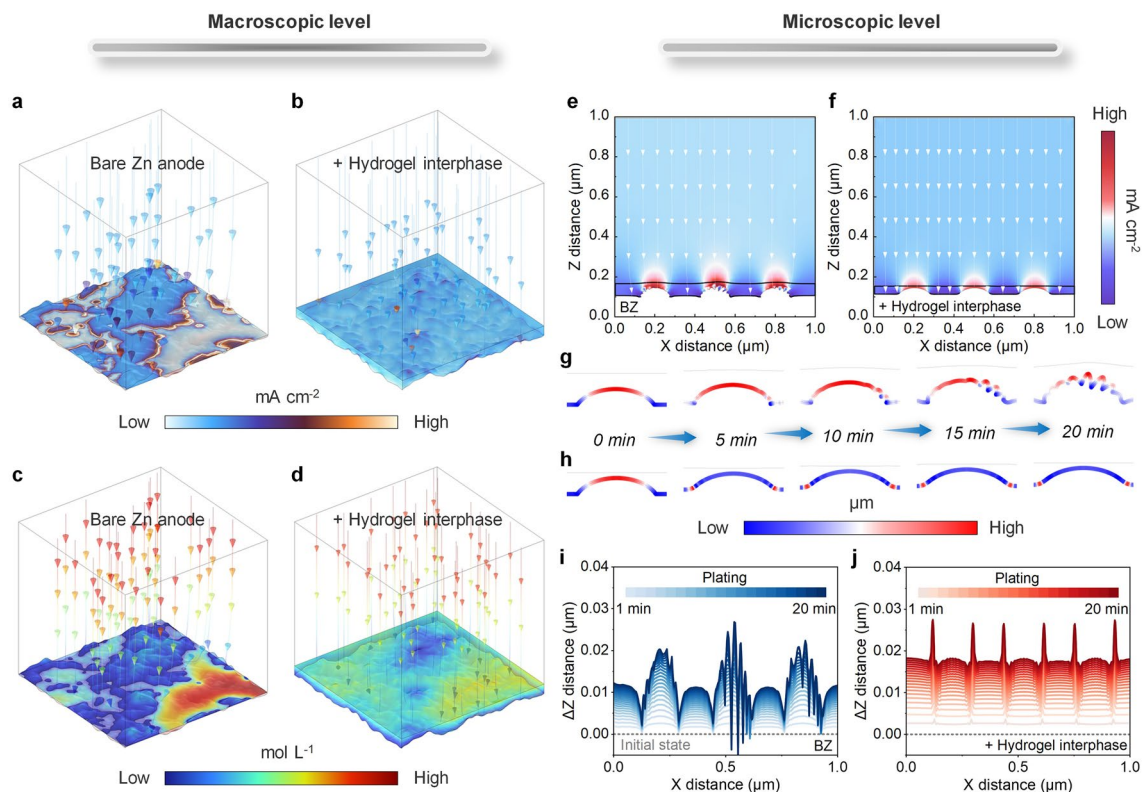 Macroscopic level
Microscopic level
a
Bare Zn anode
b
+ Hydrogel interphase
mA cm-2
Low
High
c
Bare Zn anode
d
+ Hydrogel interphase
mol L-1
Low
High
e
1.0
0.8
0.6
0.4
0.2
0.0
Z distance (μm)
BZ
0.0 0.2 0.4 0.6 0.8 1.0
X distance (μm)
f
1.0
0.8
0.6
0.4
0.2
0.0
+ Hydrogel interphase
0.0 0.2 0.4 0.6 0.8 1.0
X distance (μm)
High
mA cm-2
Low
g
0 min
5 min
10 min
15 min
20 min
h
μm
Low
High
i
0.04
0.03
0.02
0.01
0.00
ΔZ distance (μm)
Plating
1 min
20 min
Initial state
BZ
0.0 0.5 1.0
X distance (μm)
j
0.04
0.03
0.02
0.01
0.00
ΔZ distance (μm)
Plating
1 min
20 min
+ Hydrogel interphase
0.0 0.5 1.0
X distance (μm)